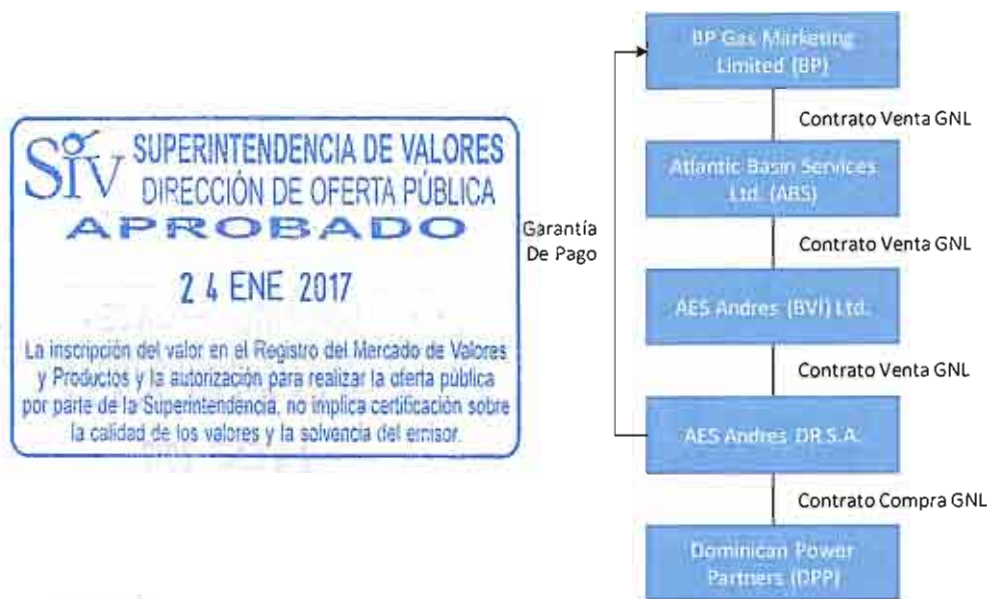 SIV SUPERINTENDENCIA DE VALORES
DIRECCIÓN DE OFERTA PÚBLICA
APROBADO
24 ENE 2017
La inscripción del valor en el Registro del Mercado de Valores
y Productos y la autorización para realizar la oferta pública
por parte de la Superintendencia, no implica certificación sobre
la calidad de los valores y la solvencia del emisor.
BP Gas Marketing
Limited (BP)
Contrato Venta GNL
Atlantic Basin Services
Ltd. (ABS)
Garantía
De Pago
Contrato Venta GNL
AES Andres (BVI) Ltd.
Contrato Venta GNL
AES Andres DR S.A.
Contrato Compra GNL
Dominican Power
Partners (DPP)